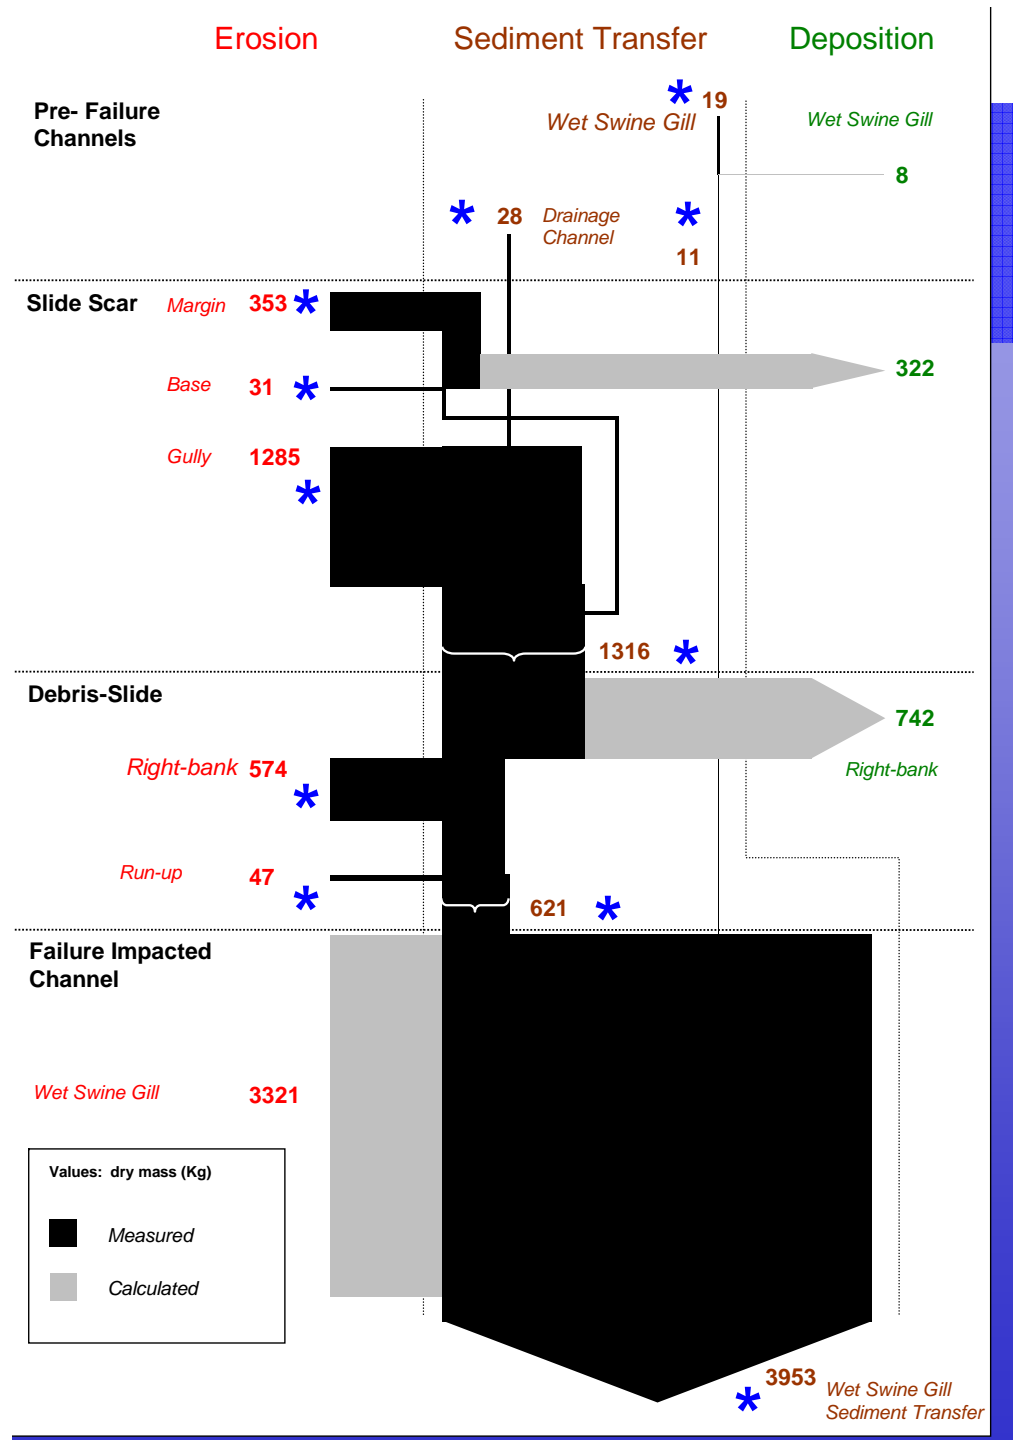 Erosion Sediment Transfer Deposition
Pre- Failure
Channels
* 19
Wet Swine Gill
Wet Swine Gill
8
* 28 Drainage
Channel
*
11
Slide Scar Margin 353 *
322
Base 31 *
Gully 1285
*
1316 *
Debris-Slide
742
Right-bank 574
Right-bank
*
Run-up 47
*
621 *
Failure Impacted
Channel
Wet Swine Gill 3321
Values: dry mass (Kg)
Measured
Calculated
3953
* Wet Swine Gill
Sediment Transfer